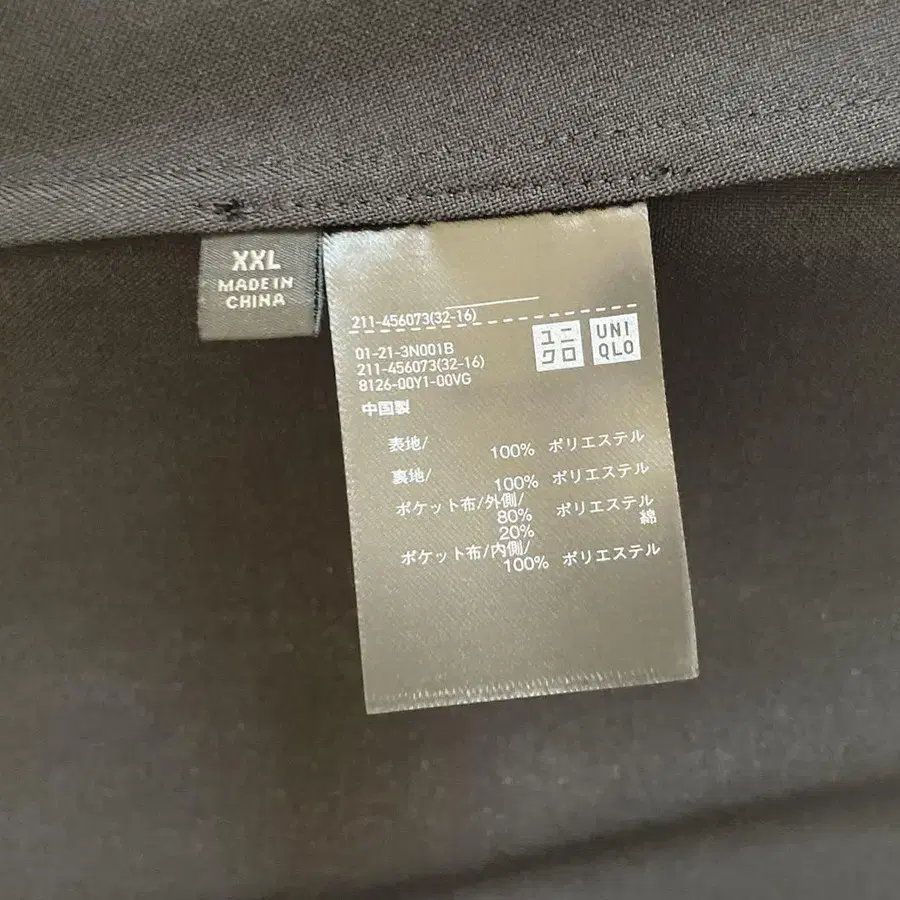 XXL
MADE IN
CHINA
211-456073(32-16)
ユニ
クロ
UNI
QLO
01-21-3N001B
211-456073(32-16)
8126-00Y1-00VG
中国製
表地/
100% ポリエステル
裏地/
100% ポリエステル
ポケット布/外側/
80% ポリエステル
20% 綿
ポケット布/内側/
100% ポリエステル